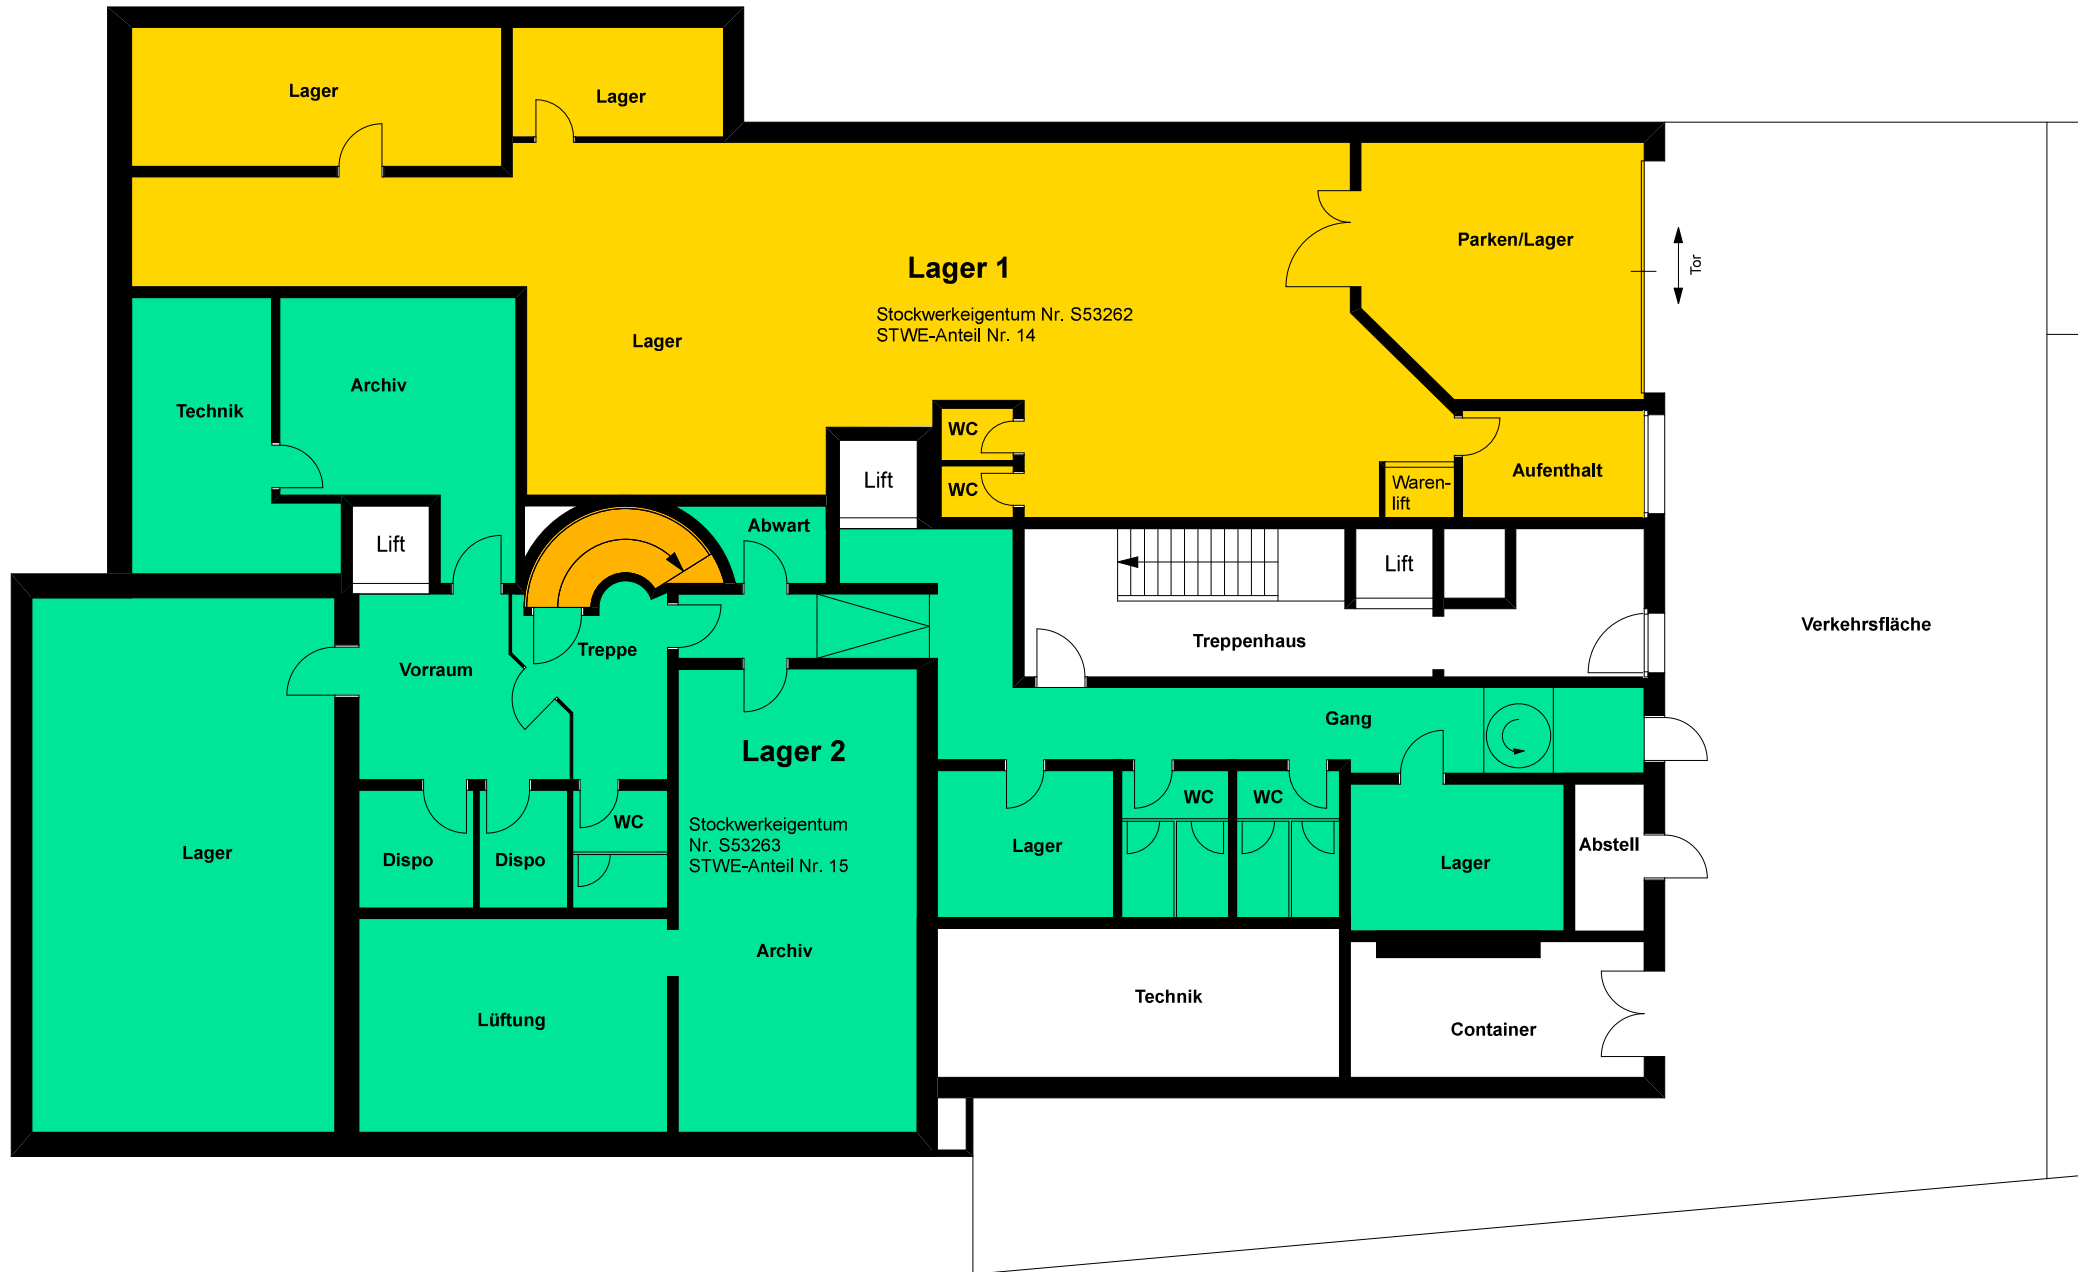 Lager
Lager
Parken/Lager
Tor
Lager 1
Stockwerkeigentum Nr. S53262
STWE-Anteil Nr. 14
Lager
Archiv
Technik
WC
WC
Lift
Waren-
lift
Aufenthalt
Abwart
Lift
Lift
Treppe
Treppenhaus
Verkehrsfläche
Vorraum
Gang
Lager 2
Stockwerkeigentum
Nr. S53263
STWE-Anteil Nr. 15
WC
WC
WC
Lager
Dispo
Dispo
Lager
Lager
Abstell
Archiv
Technik
Lüftung
Container